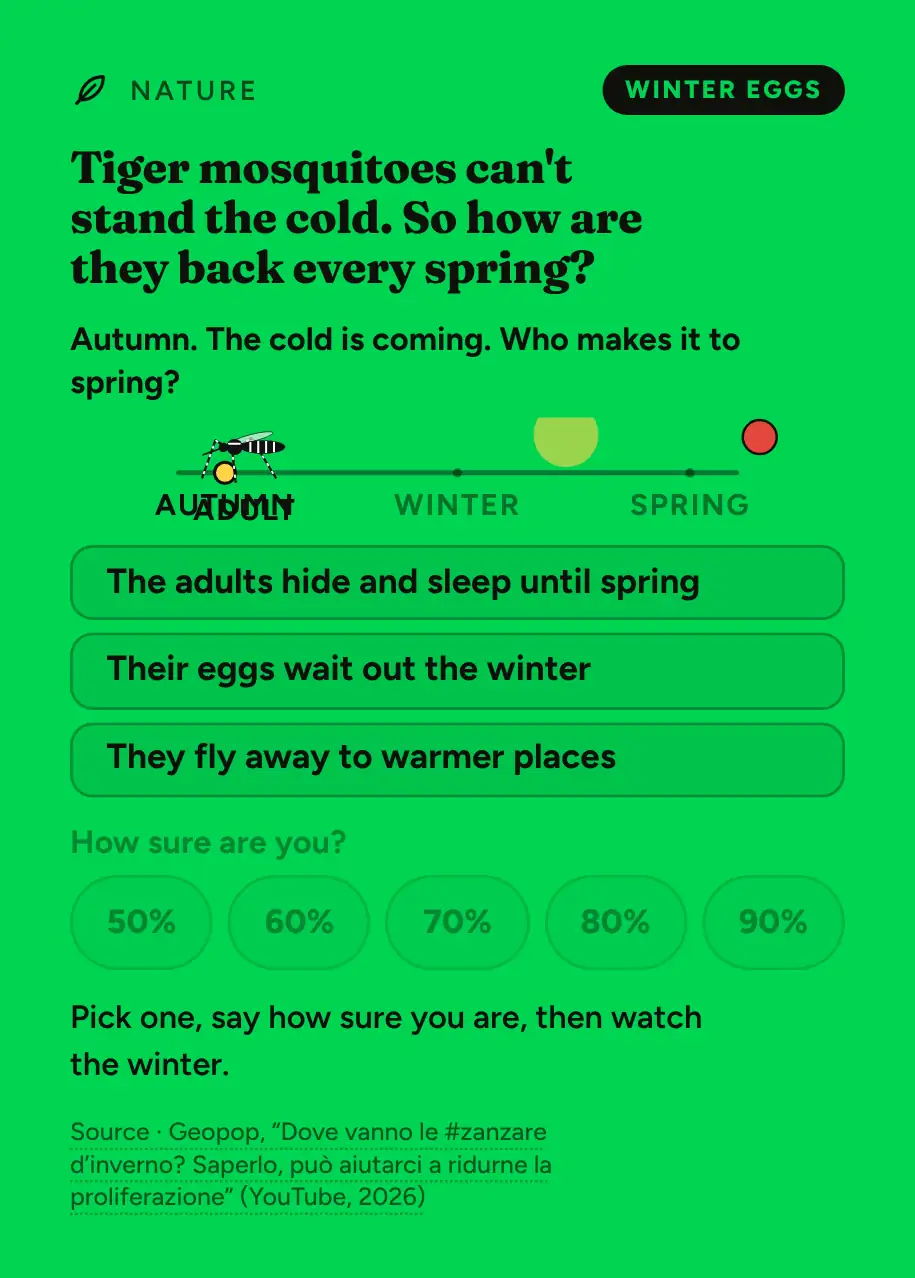 NATURE
WINTER EGGS
Tiger mosquitoes can't
stand the cold. So how are
they back every spring?
Autumn. The cold is coming. Who makes it to
spring?
AUTUMN
ADULT
WINTER
SPRING
The adults hide and sleep until spring
Their eggs wait out the winter
They fly away to warmer places
How sure are you?
50%
60%
70%
80%
90%
Pick one, say how sure you are, then watch
the winter.
Source · Geopop, “Dove vanno le #zanzare
d’inverno? Saperlo, può aiutarci a ridurne la
proliferazione” (YouTube, 2026)